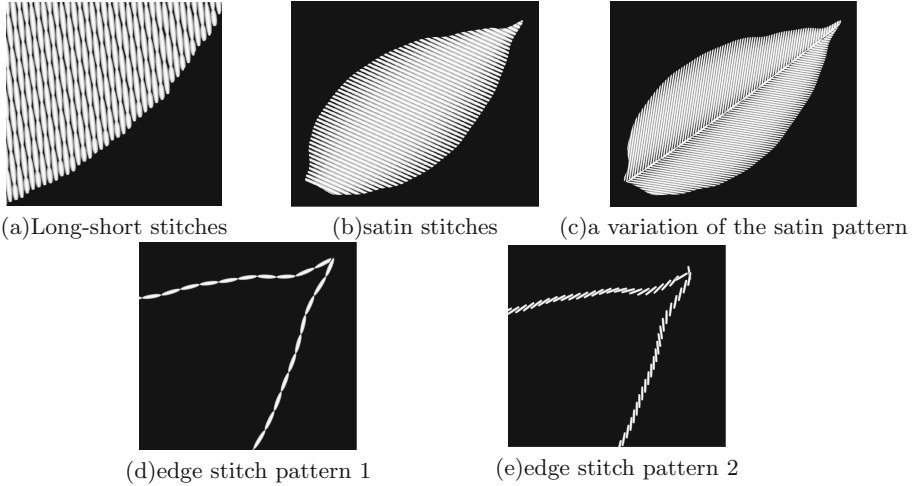 (a)Long-short stitches
(b)satin stitches
(c)a variation of the satin pattern
(d)edge stitch pattern 1
(e)edge stitch pattern 2